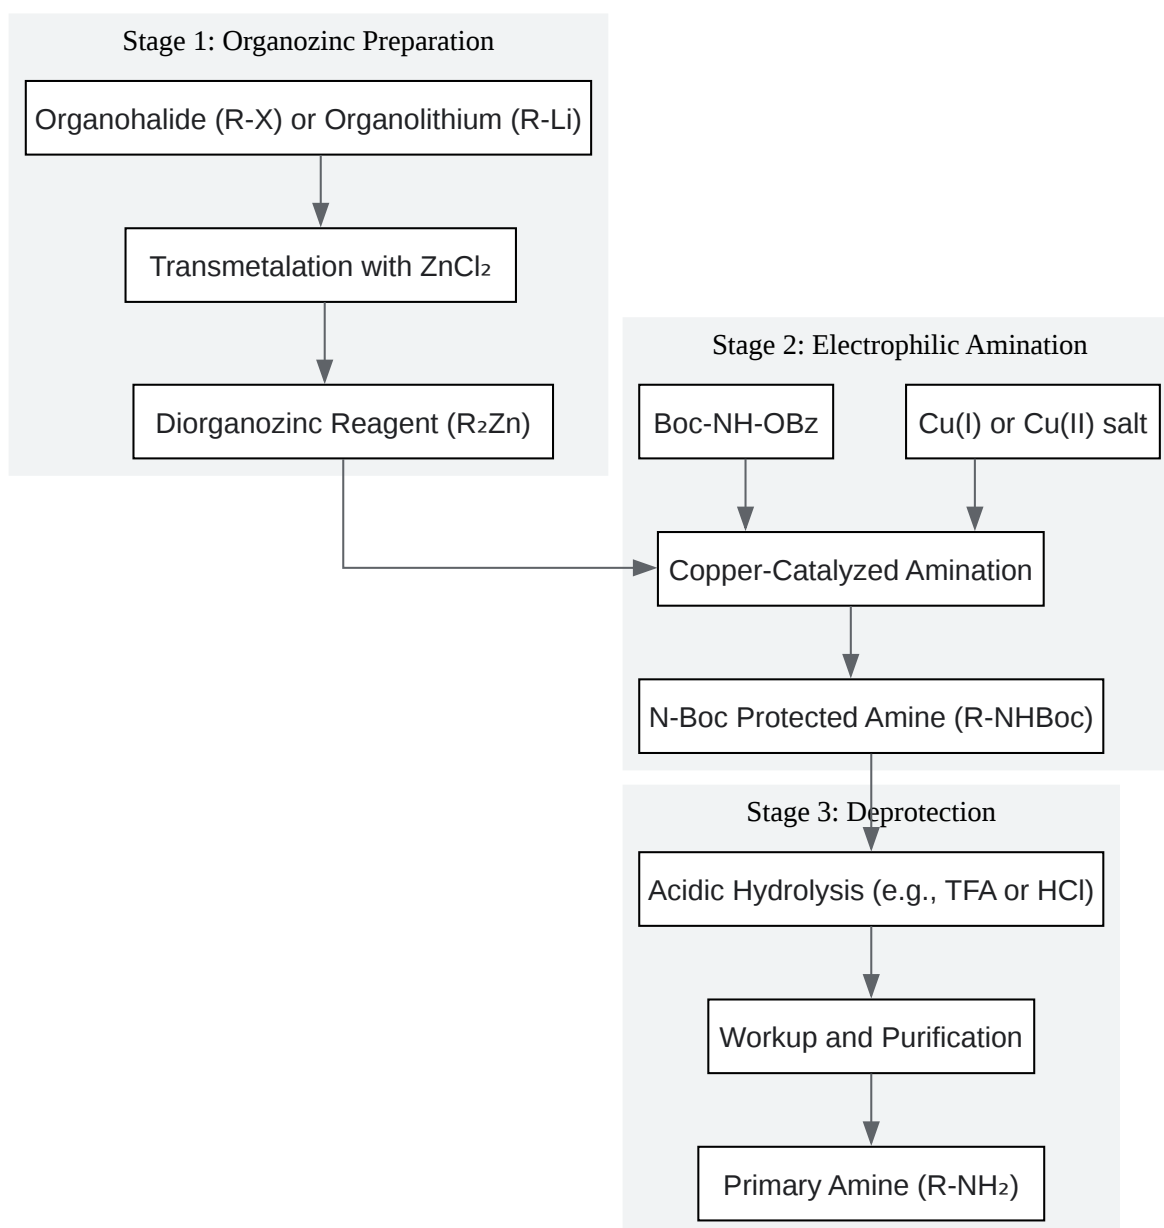 Stage 1: Organozinc Preparation
Organohalide (R-X) or Organolithium (R-Li)
Transmetalation with ZnCl₂
Diorganozinc Reagent (R₂Zn)
Stage 2: Electrophilic Amination
Boc-NH-OBz
Cu(I) or Cu(II) salt
Copper-Catalyzed Amination
N-Boc Protected Amine (R-NHBoc)
Stage 3: Deprotection
Acidic Hydrolysis (e.g., TFA or HCl)
Workup and Purification
Primary Amine (R-NH₂)